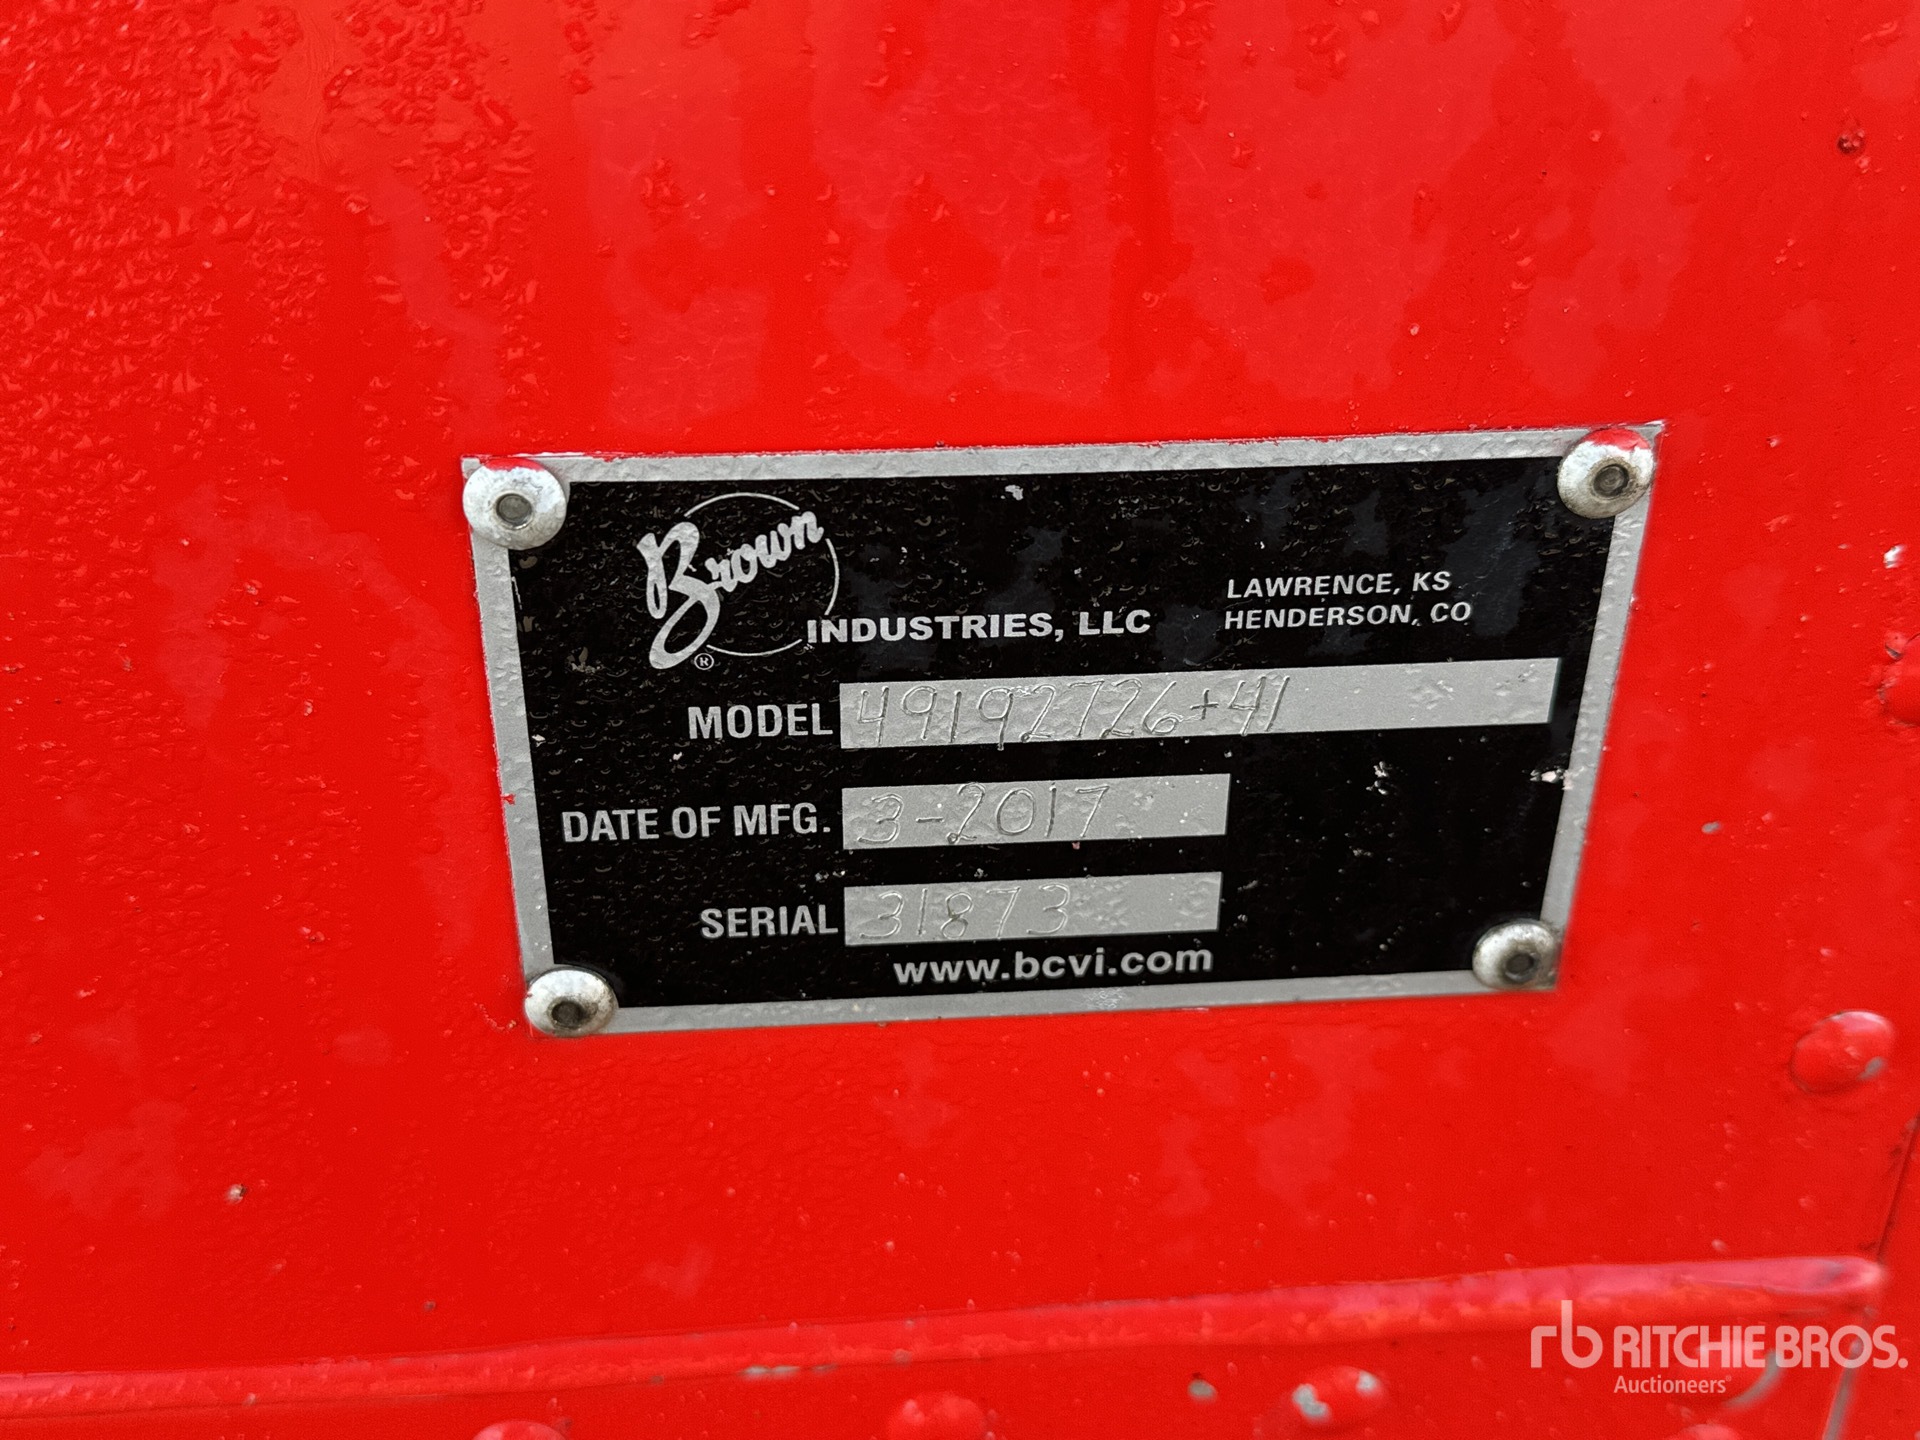 Brown ®
INDUSTRIES, LLC
LAWRENCE, KS
HENDERSON, CO
MODEL 49192726+41
DATE OF MFG. 3-2017
SERIAL 31873
www.bcvi.com
rb RITCHIE BROS.
Auctioneers